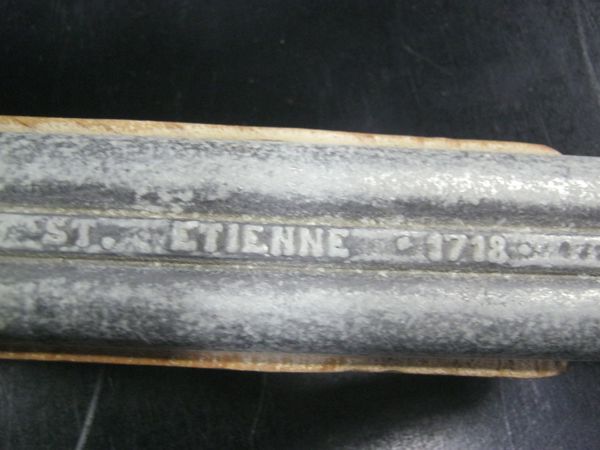 ST. ETIENNE · 1718 ·